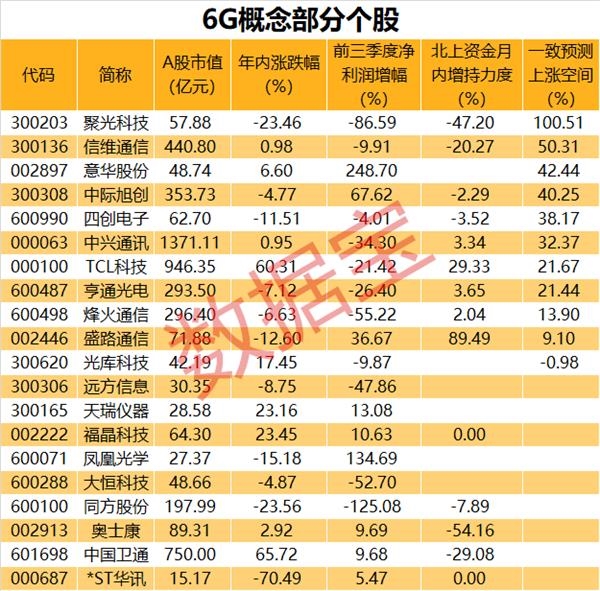 6G概念部分个股
代码 简称 A股市值（亿元） 年内涨跌幅（%） 前三季度净利润增幅（%） 北上资金月内增持力度（%） 一致预测上涨空间（%）
300203 聚光科技 57.88 -23.46 -86.59 -47.20 100.51
300136 信维通信 440.80 0.98 -9.91 -20.27 50.31
002897 意华股份 48.74 6.60 248.70 42.44
300308 中际旭创 353.73 -4.77 67.62 -2.29 40.25
600990 四创电子 62.70 -11.51 -4.01 -3.52 38.17
000063 中兴通讯 1371.11 0.95 -34.30 3.34 32.37
000100 TCL科技 946.35 60.31 -21.42 29.33 21.67
600487 亨通光电 293.50 -7.12 -26.40 3.65 21.44
600498 烽火通信 296.40 -6.63 -55.22 2.04 13.90
002446 盛路通信 71.88 -12.60 36.67 89.49 9.10
300620 光库科技 42.19 17.45 -9.87 -0.98
300306 远方信息 30.35 -8.75 -47.86
300165 天瑞仪器 28.58 23.16 13.08
002222 福晶科技 64.30 23.45 10.63 0.00
600071 凤凰光学 27.37 -15.18 134.69
600288 大恒科技 48.66 -4.87 -52.70
600100 同方股份 197.99 -23.56 -125.08 -7.89
002913 奥士康 89.31 2.92 9.69 -54.16
601698 中国卫通 750.00 65.72 9.68 -29.08
000687 *ST华讯 15.17 -70.49 5.47 0.00
数据宝